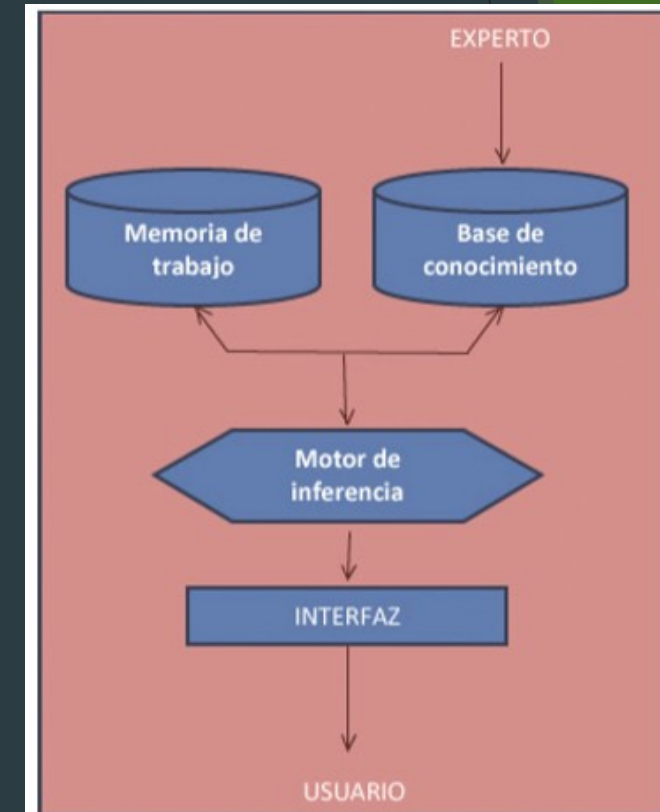 EXPERTO
Memoria de
trabajo
Base de
conocimiento
Motor de
inferencia
INTERFAZ
USUARIO